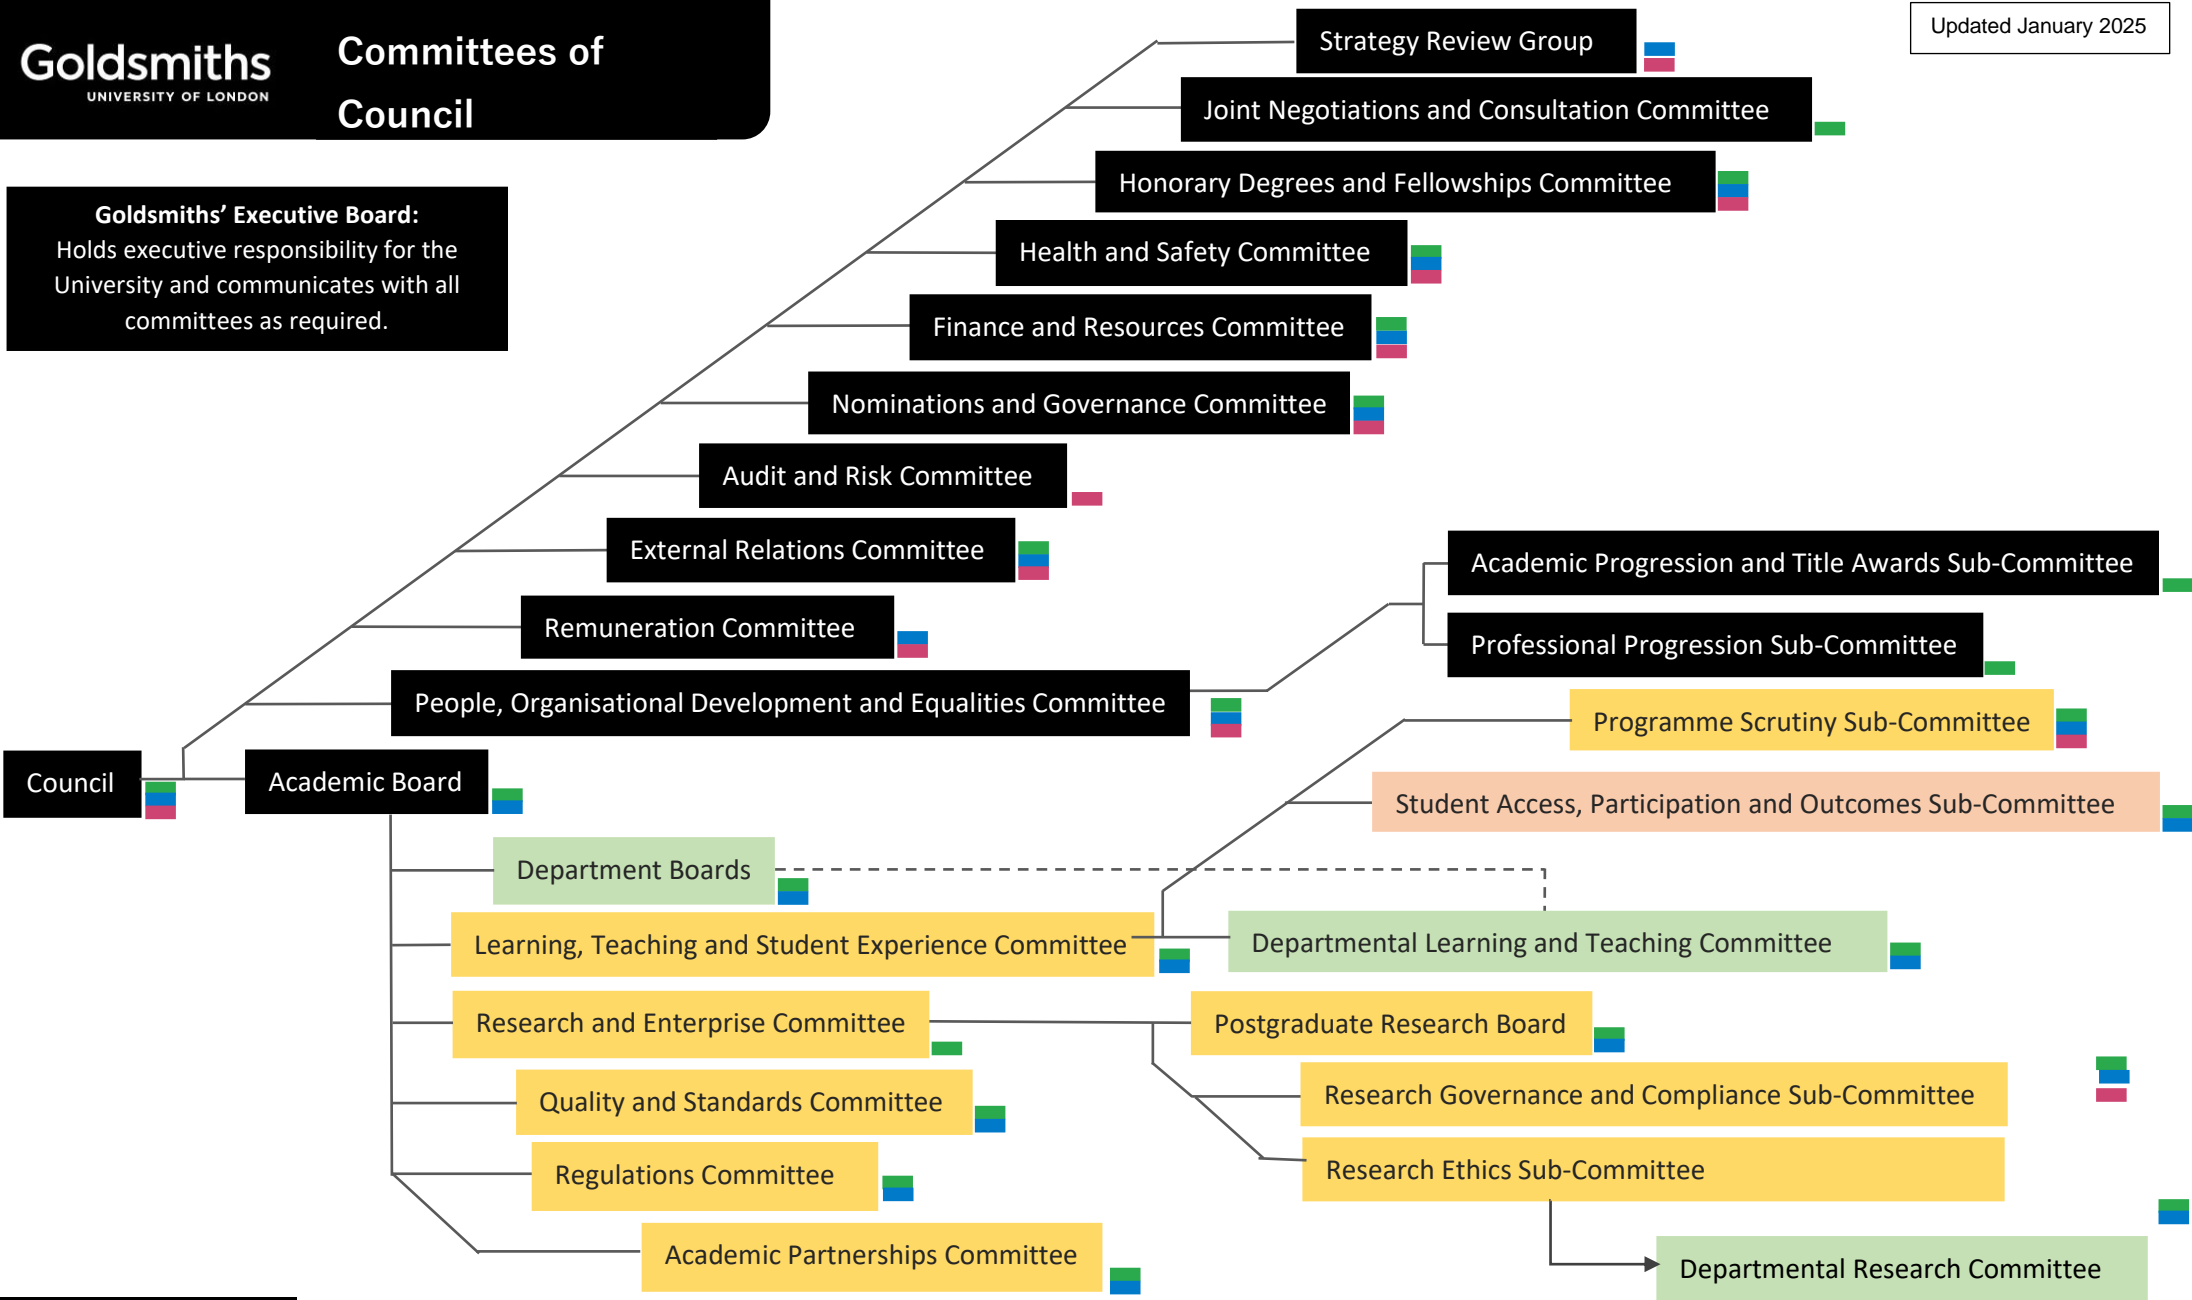 Goldsmiths
UNIVERSITY OF LONDON
Committees of
Council
Updated January 2025
Goldsmiths’ Executive Board:
Holds executive responsibility for the
University and communicates with all
committees as required.
Strategy Review Group
Joint Negotiations and Consultation Committee
Honorary Degrees and Fellowships Committee
Health and Safety Committee
Finance and Resources Committee
Nominations and Governance Committee
Audit and Risk Committee
External Relations Committee
Academic Progression and Title Awards Sub-Committee
Remuneration Committee
Professional Progression Sub-Committee
People, Organisational Development and Equalities Committee
Programme Scrutiny Sub-Committee
Council
Academic Board
Student Access, Participation and Outcomes Sub-Committee
Department Boards
Learning, Teaching and Student Experience Committee
Departmental Learning and Teaching Committee
Research and Enterprise Committee
Postgraduate Research Board
Quality and Standards Committee
Research Governance and Compliance Sub-Committee
Regulations Committee
Research Ethics Sub-Committee
Academic Partnerships Committee
Departmental Research Committee